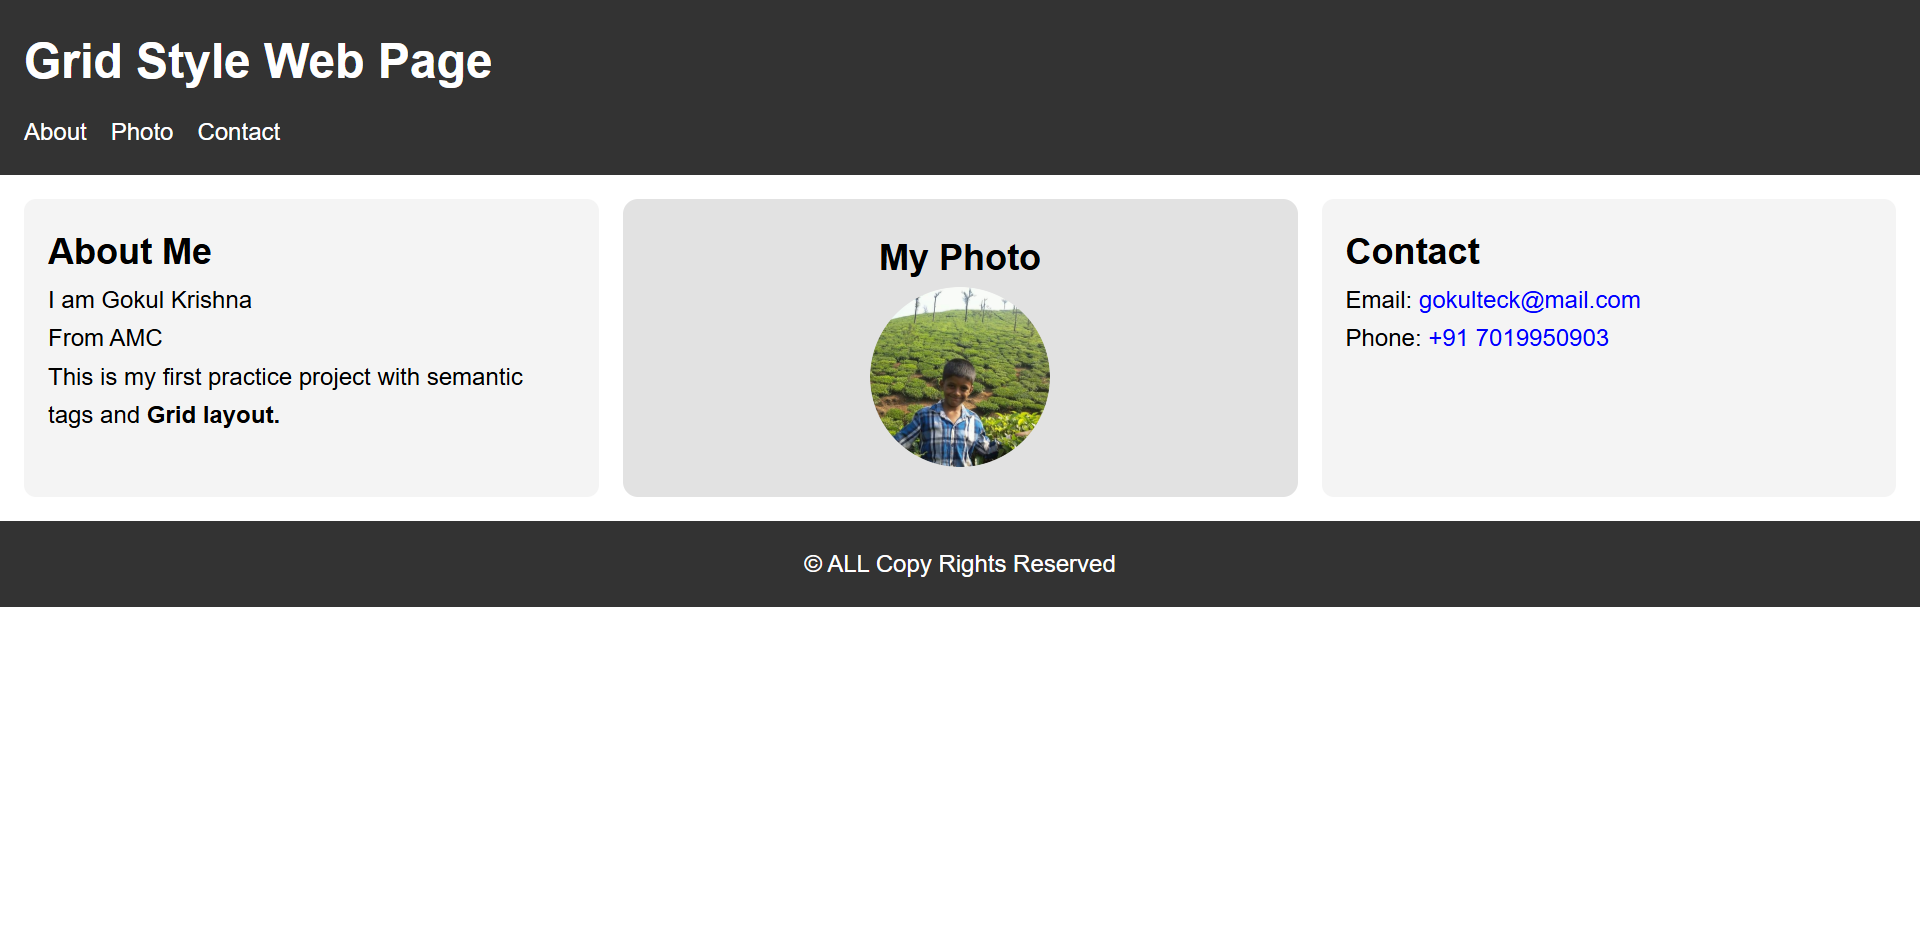 Grid Style Web Page
About Photo Contact
About Me
I am Gokul Krishna
From AMC
This is my first practice project with semantic
tags and Grid layout.
My Photo
Contact
Email: gokulteck@mail.com
Phone: +91 7019950903
© ALL Copy Rights Reserved